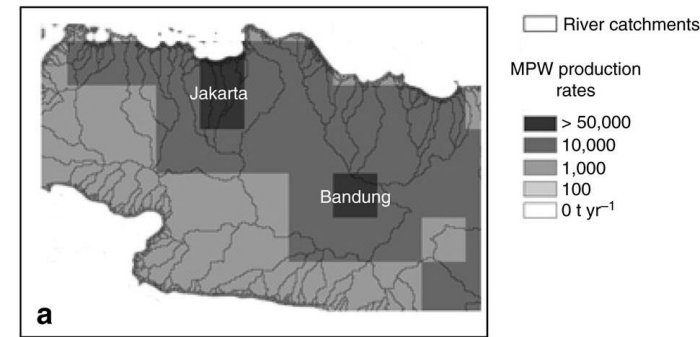 Jakarta
Bandung
a
River catchments
MPW production
rates
> 50,000
10,000
1,000
100
0 t yr⁻¹